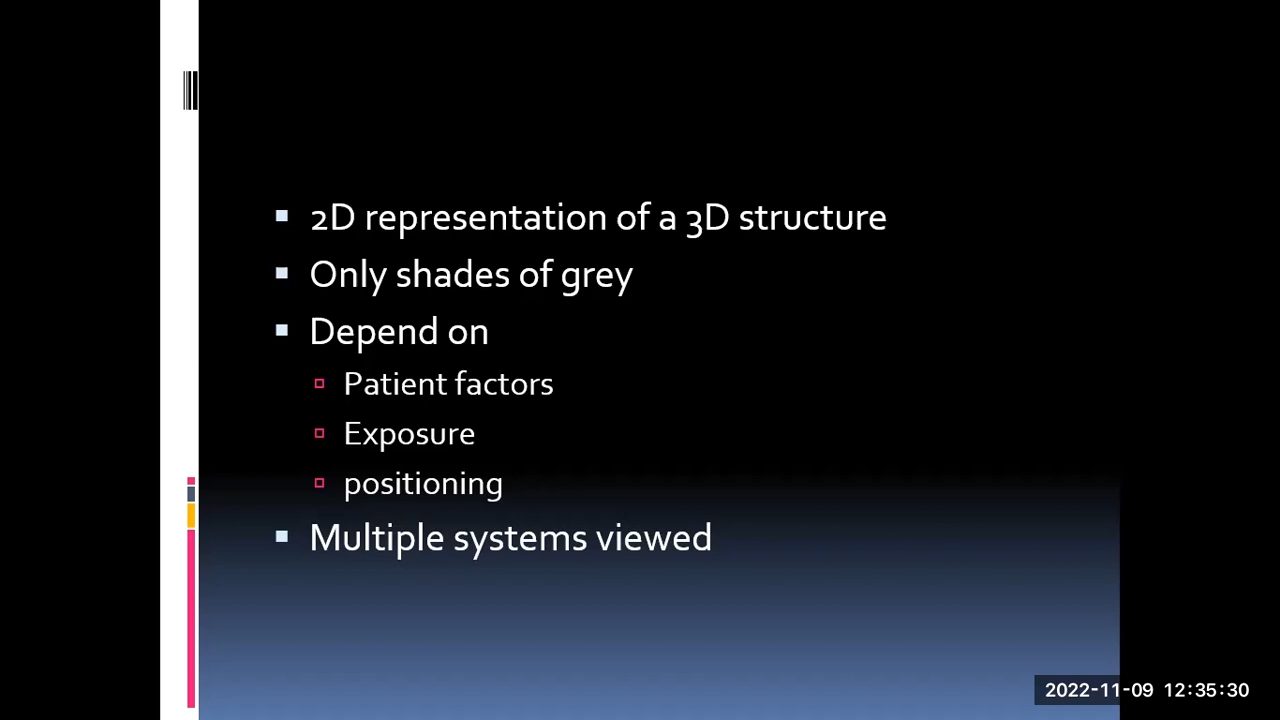 2D representation of a 3D structure
Only shades of grey
Depend on
Patient factors
Exposure
positioning
Multiple systems viewed
2022-11-09 12:35:30